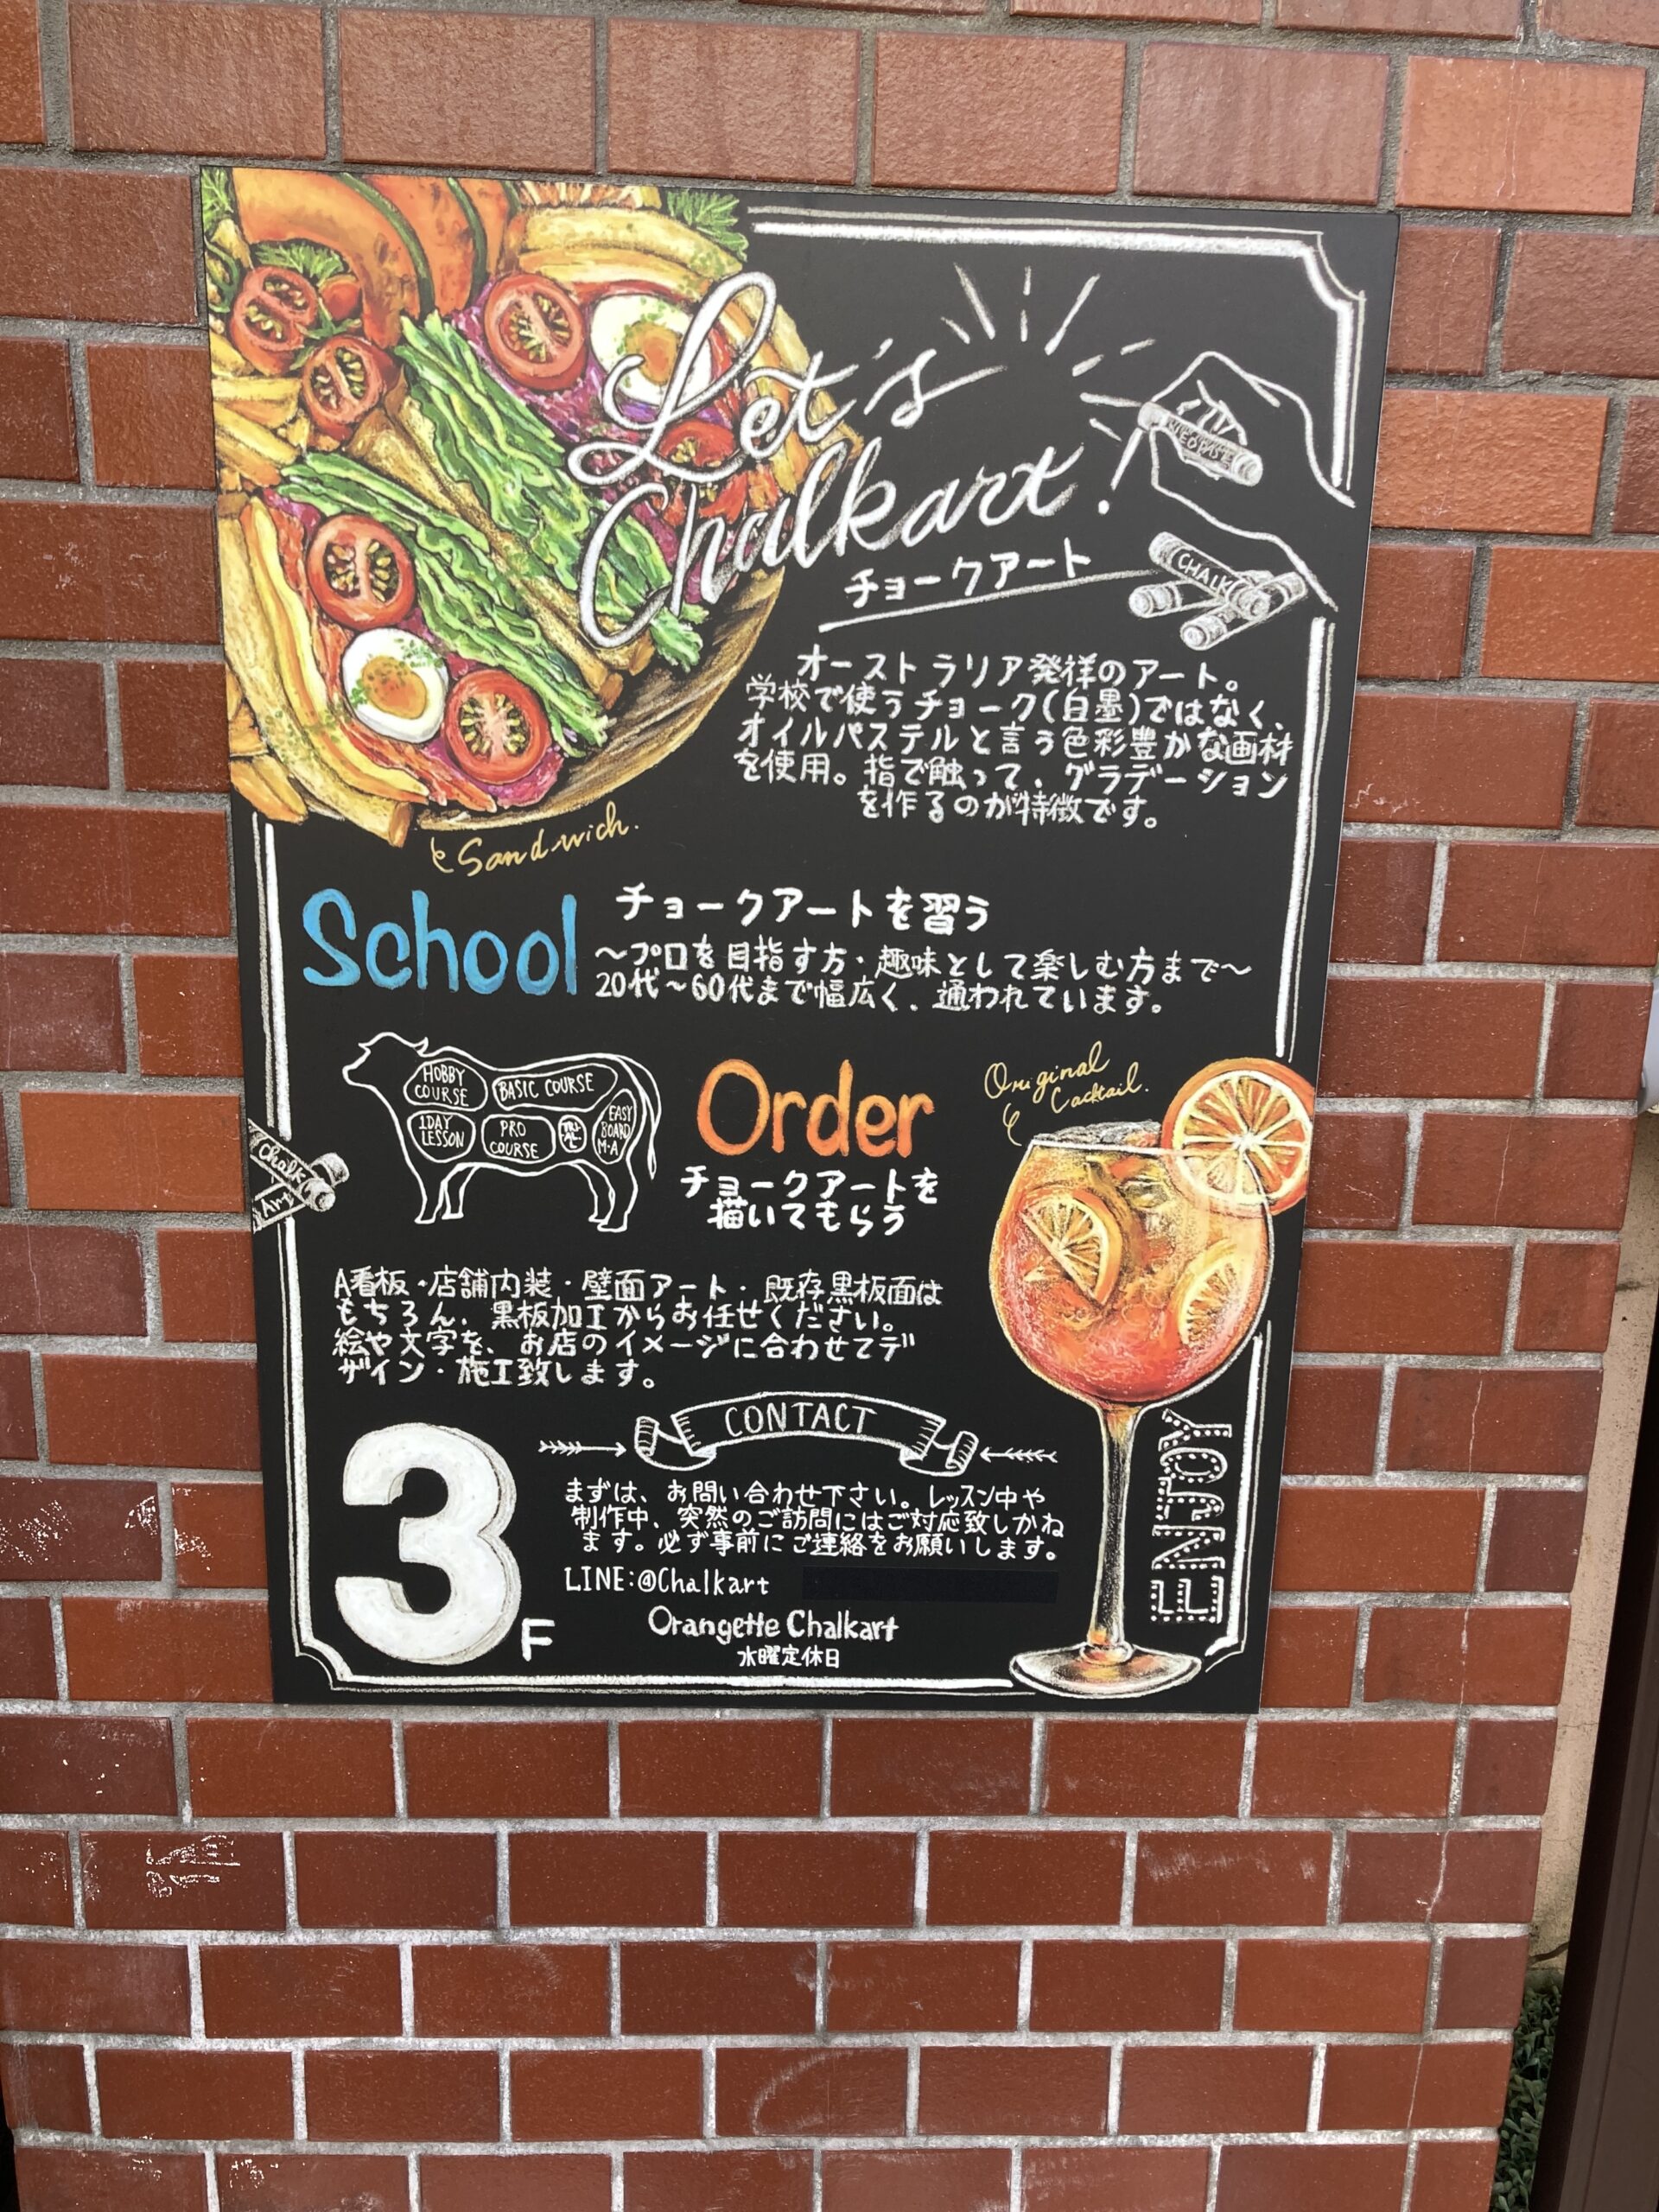 Let's
Chalkart!
チョークアート
NEOPASTEL
CHALK
オーストラリア発祥のアート。
学校で使うチョーク(白墨)ではなく、
オイルパステルと言う色彩豊かな画材
を使用。指で触って、グラデーション
を作るのが特徴です。
Sandwich.
School
チョークアートを習う
〜プロを目指す方・趣味として楽しむ方まで〜
20代〜60代まで幅広く、通われています。
HOBBY
COURSE
BASIC COURSE
1DAY
LESSON
PRO
COURSE
TRI-
AL
EASY
BOARD
M・A
Chalk
Art
Order
チョークアートを
描いてもらう
Original
Cocktail.
A看板・店舗内装・壁面アート・既存黒板面は
もちろん、黒板加工からお任せください。
絵や文字を、お店のイメージに合わせてデ
ザイン・施工致します。
CONTACT
まずは、お問い合わせ下さい。レッスン中や
制作中、突然のご訪問にはご対応致しかね
ます。必ず事前にご連絡をお願いします。
LINE:@Chalkart
Orangette Chalkart
水曜定休日
3F
ENJOY